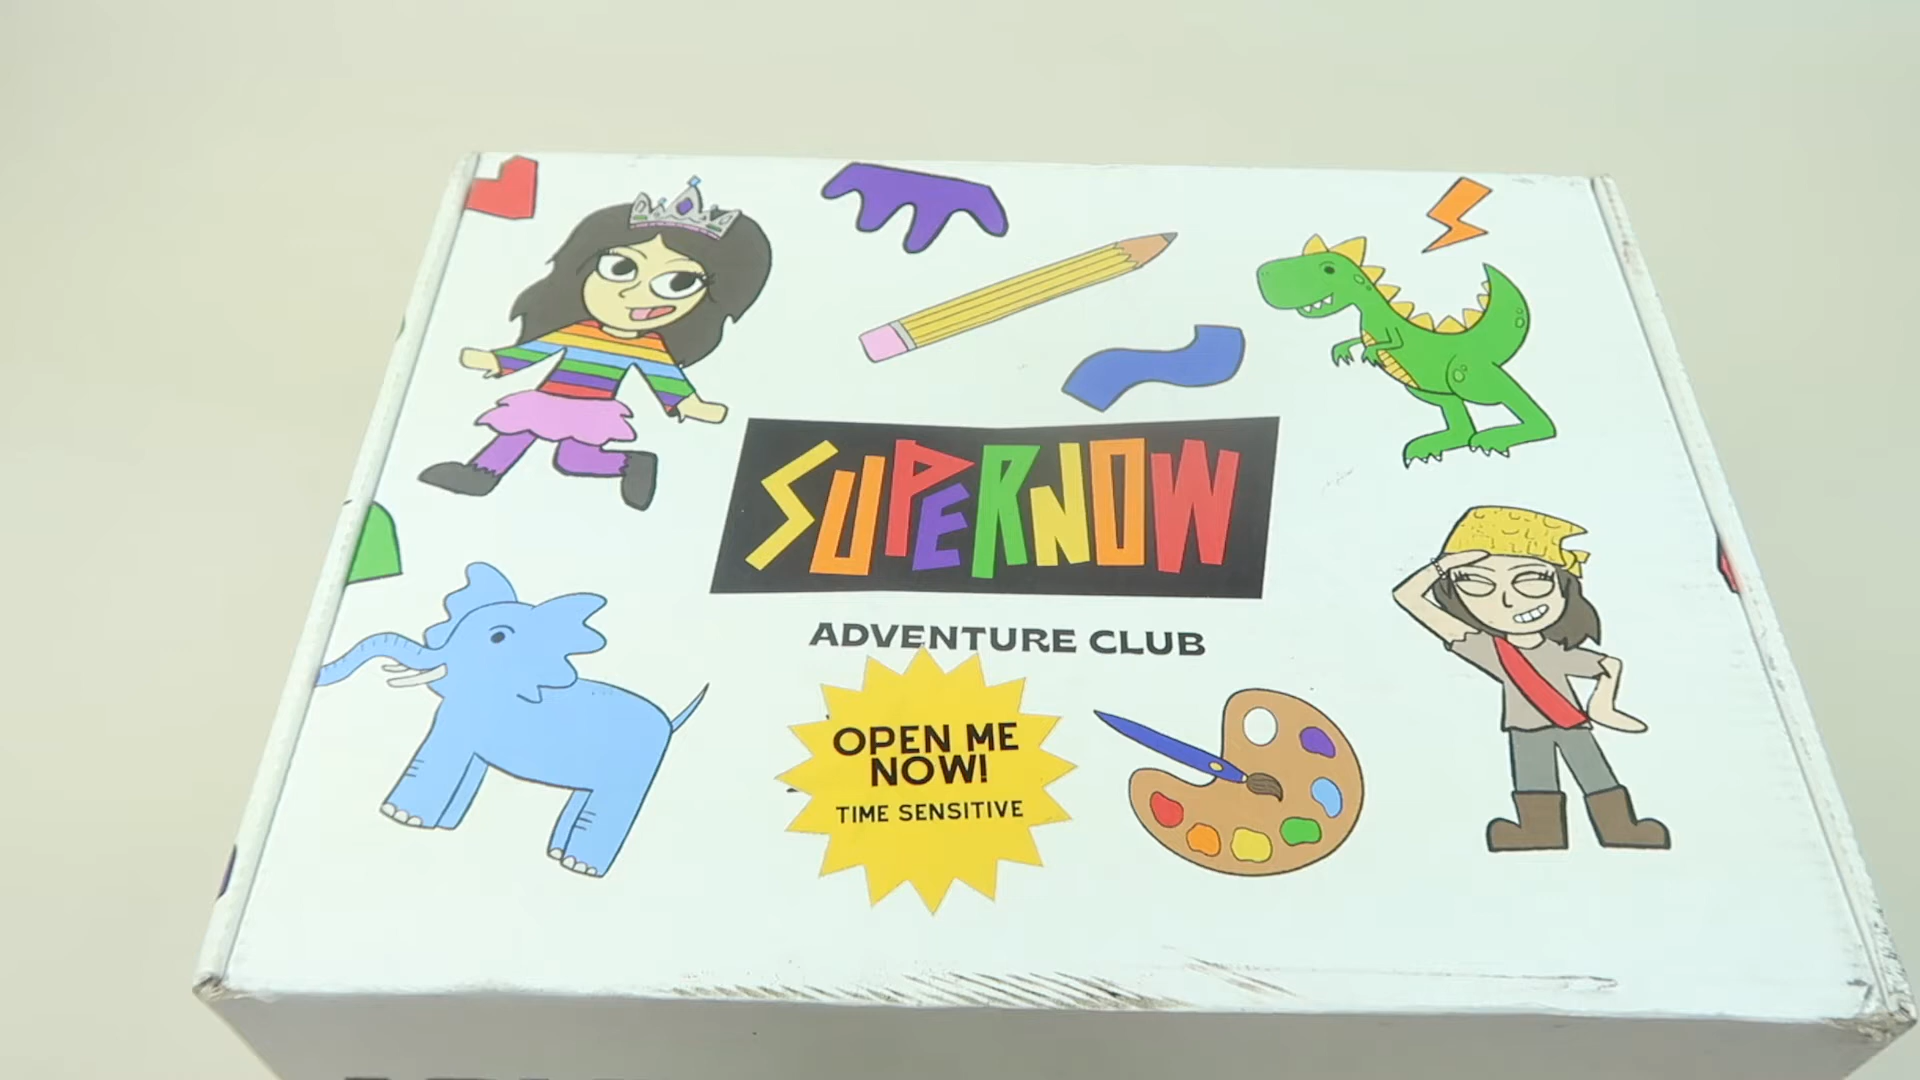 SUPERNOW
ADVENTURE CLUB
OPEN ME
NOW!
TIME SENSITIVE